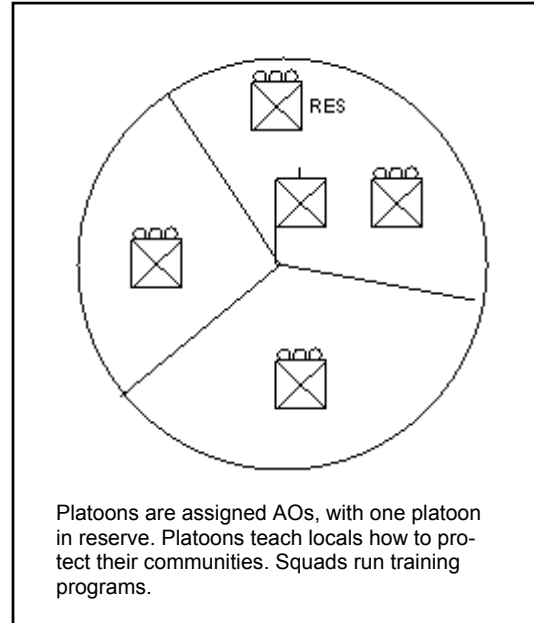 RES
Platoons are assigned AOs, with one platoon
in reserve. Platoons teach locals how to pro-
tect their communities. Squads run training
programs.